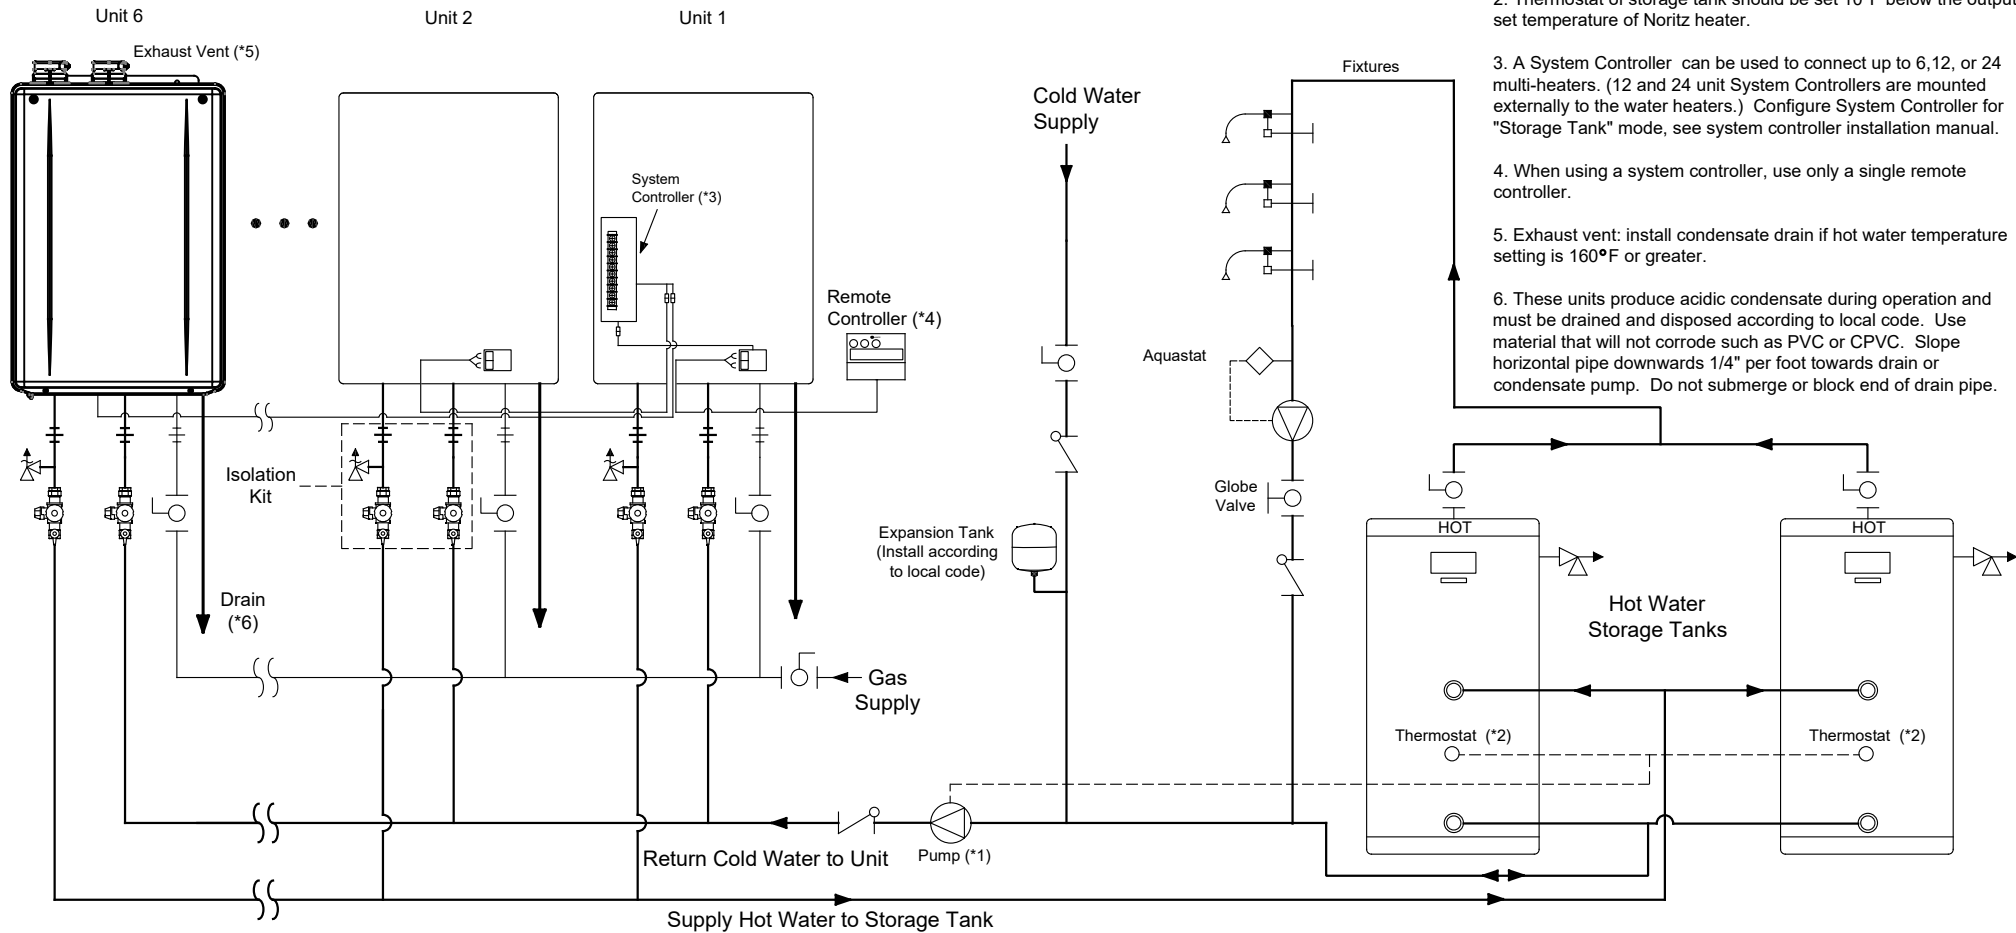 Unit 6
Unit 2
Unit 1
Exhaust Vent (*5)
System
Controller (*3)
Remote
Controller (*4)
Isolation
Kit
Drain
(*6)
Gas
Supply
Cold Water
Supply
Fixtures
Aquastat
Globe
Valve
Expansion Tank
(Install according
to local code)
Return Cold Water to Unit
Pump (*1)
Supply Hot Water to Storage Tank
HOT
HOT
Hot Water
Storage Tanks
Thermostat (*2)
Thermostat (*2)
2. Thermostat of storage tank should be set 10°F below the output
set temperature of Noritz heater.
3. A System Controller can be used to connect up to 6,12, or 24
multi-heaters. (12 and 24 unit System Controllers are mounted
externally to the water heaters.) Configure System Controller for
"Storage Tank" mode, see system controller installation manual.
4. When using a system controller, use only a single remote
controller.
5. Exhaust vent: install condensate drain if hot water temperature
setting is 160°F or greater.
6. These units produce acidic condensate during operation and
must be drained and disposed according to local code. Use
material that will not corrode such as PVC or CPVC. Slope
horizontal pipe downwards 1/4" per foot towards drain or
condensate pump. Do not submerge or block end of drain pipe.